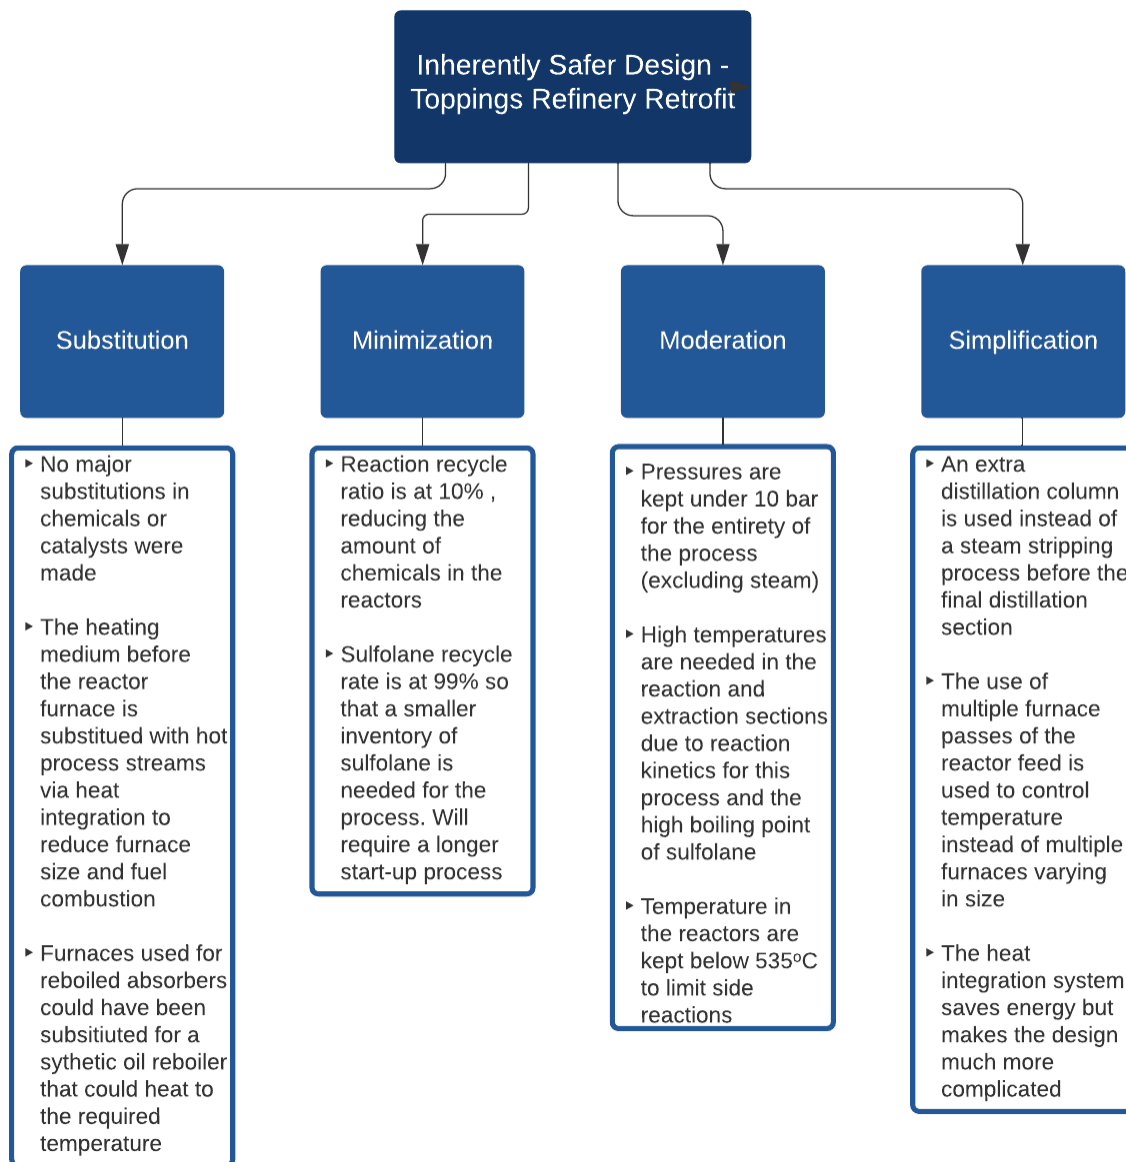 Inherently Safer Design -
Toppings Refinery Retrofit
Substitution
Minimization
Moderation
Simplification
‣ No major
substitutions in
chemicals or
catalysts were
made
‣ The heating
medium before
the reactor
furnace is
substitued with hot
process streams
via heat
integration to
reduce furnace
size and fuel
combustion
‣ Furnaces used for
reboiled absorbers
could have been
subsitiuted for a
sythetic oil reboiler
that could heat to
the required
temperature
‣ Reaction recycle
ratio is at 10% ,
reducing the
amount of
chemicals in the
reactors
‣ Sulfolane recycle
rate is at 99% so
that a smaller
inventory of
sulfolane is
needed for the
process. Will
require a longer
start-up process
‣ Pressures are
kept under 10 bar
for the entirety of
the process
(excluding steam)
‣ High temperatures
are needed in the
reaction and
extraction sections
due to reaction
kinetics for this
process and the
high boiling point
of sulfolane
‣ Temperature in
the reactors are
kept below 535ºC
to limit side
reactions
‣ An extra
distillation column
is used instead of
a steam stripping
process before the
final distillation
section
‣ The use of
multiple furnace
passes of the
reactor feed is
used to control
temperature
instead of multiple
furnaces varying
in size
‣ The heat
integration system
saves energy but
makes the design
much more
complicated